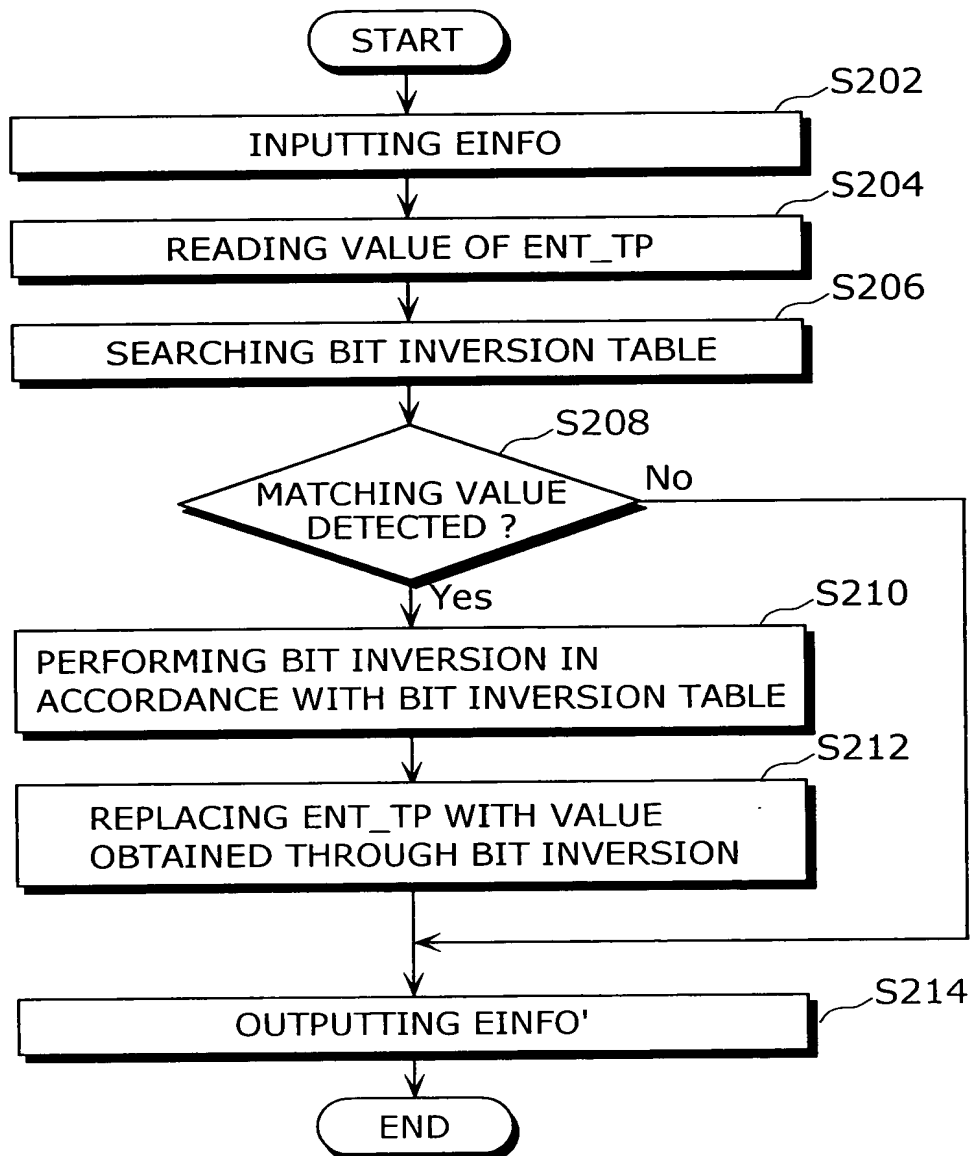 START
S202
INPUTTING EINFO
S204
READING VALUE OF ENT_TP
S206
SEARCHING BIT INVERSION TABLE
S208
MATCHING VALUE
DETECTED ?
No
Yes
S210
PERFORMING BIT INVERSION IN
ACCORDANCE WITH BIT INVERSION TABLE
S212
REPLACING ENT_TP WITH VALUE
OBTAINED THROUGH BIT INVERSION
S214
OUTPUTTING EINFO'
END